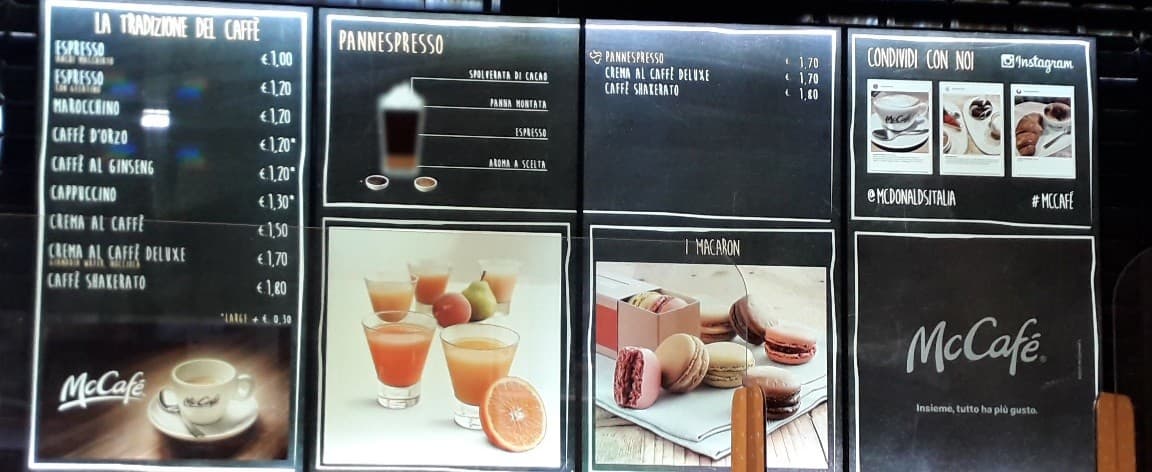 LA TRADIZIONE DEL CAFFÈ
ESPRESSO €1,00
ESPRESSO €1,20
MAROCCHINO €1,20
CAFFÈ D'ORZO €1,20*
CAFFÈ AL GINSENG €1,20*
CAPPUCCINO €1,30*
CREMA AL CAFFÈ €1,50
CREMA AL CAFFÈ DELUXE €1,70
CAFFÈ SHAKERATO €1,80
*LARGE + € 0,30
McCafé
McCafé
PANNESPRESSO
SPOLVERATA DI CACAO
PANNA MONTATA
ESPRESSO
AROMA A SCELTA
PANNESPRESSO € 1,70
CREMA AL CAFFÈ DELUXE € 1,70
CAFFÈ SHAKERATO € 1,80
I MACARON
CONDIVIDI CON NOI Instagram
McCafé
@MCDONALDSITALIA #MCCAFÉ
McCafé®
Insieme, tutto ha più gusto.